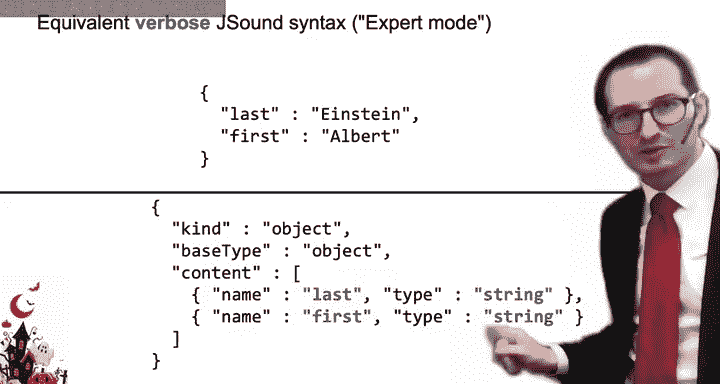 Equivalent verbose JSound syntax ("Expert mode")
{
"last" : "Einstein",
"first" : "Albert"
}
{
"kind" : "object",
"baseType" : "object",
"content" : [
{ "name" : "last", "type" : "string" },
{ "name" : "first", "type" : "string" }
]
}